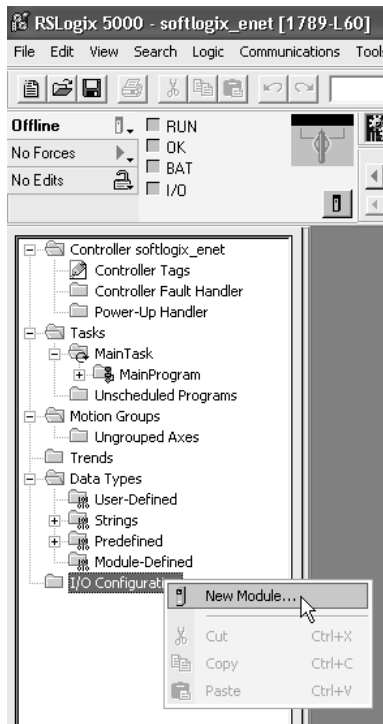 RSLogix 5000 - softlogix_enet [1789-L60]
File Edit View Search Logic Communications Tools
Offline
RUN
No Forces
OK
No Edits
BAT
I/O
Controller softlogix_enet
Controller Tags
Controller Fault Handler
Power-Up Handler
Tasks
MainTask
MainProgram
Unscheduled Programs
Motion Groups
Ungrouped Axes
Trends
Data Types
User-Defined
Strings
Predefined
Module-Defined
I/O Configuratio
New Module...
Cut Ctrl+X
Copy Ctrl+C
Paste Ctrl+V